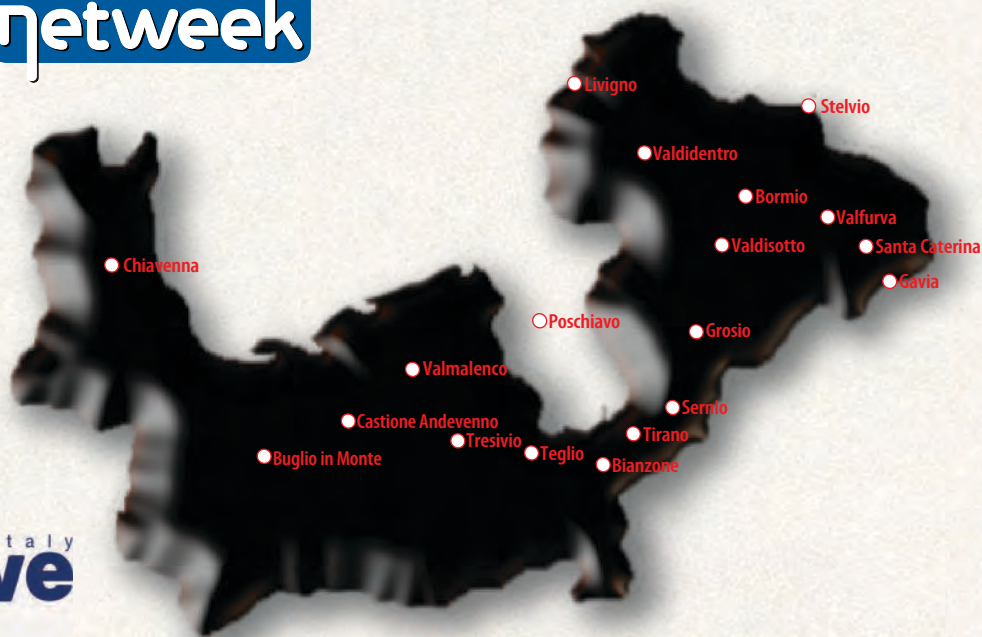 netweek
Livigno
Stelvio
Valdidentro
Bormio
Valfurva
Valdisotto
Santa Caterina
Chiavenna
Gavia
Poschiavo
Grosio
Valmalenco
Sernio
Castione Andevenno
Tirano
Tresivio
Teglio
Buglio in Monte
Bianzone
taly
ve